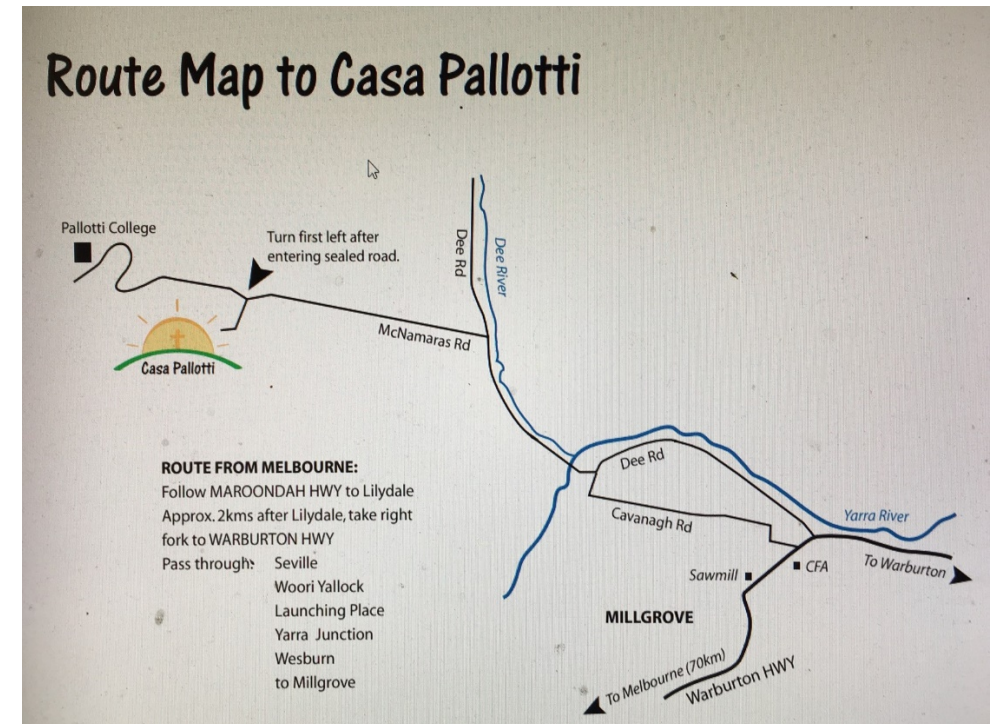 Route Map to Casa Pallotti
Pallotti College
Turn first left after
entering sealed road.
Dee Rd
Dee River
McNamaras Rd
Casa Pallotti
Dee Rd
Cavanagh Rd
Yarra River
Sawmill
CFA
To Warburton
MILLGROVE
To Melbourne (70km)
Warburton HWY
ROUTE FROM MELBOURNE:
Follow MAROONDAH HWY to Lilydale
Approx. 2kms after Lilydale, take right
fork to WARBURTON HWY
Pass through: Seville
Woori Yallock
Launching Place
Yarra Junction
Wesburn
to Millgrove